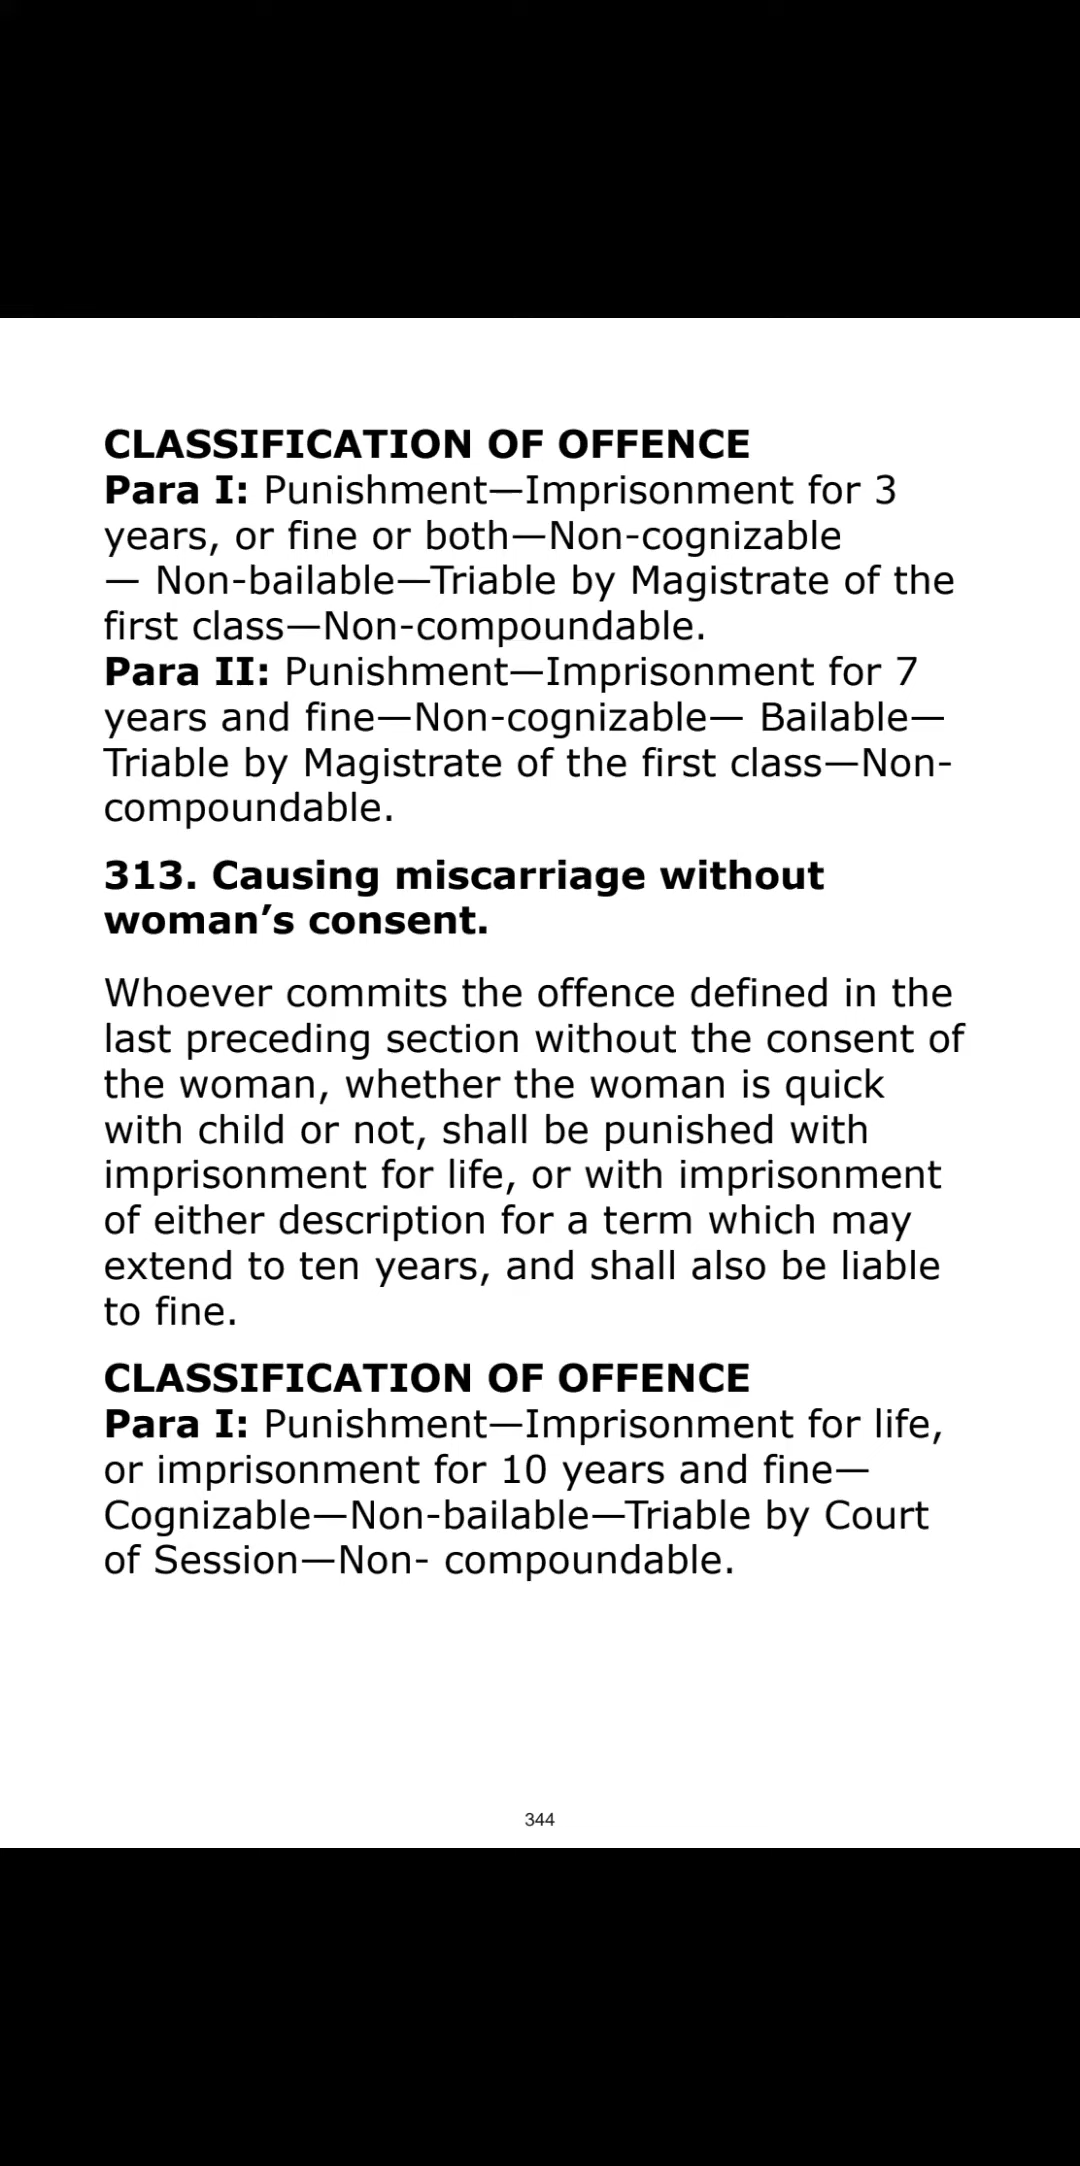 CLASSIFICATION OF OFFENCE
Para I: Punishment—Imprisonment for 3
years, or fine or both—Non-cognizable
— Non-bailable—Triable by Magistrate of the
first class—Non-compoundable.
Para II: Punishment—Imprisonment for 7
years and fine—Non-cognizable— Bailable—
Triable by Magistrate of the first class—Non-
compoundable.
313. Causing miscarriage without
woman’s consent.
Whoever commits the offence defined in the
last preceding section without the consent of
the woman, whether the woman is quick
with child or not, shall be punished with
imprisonment for life, or with imprisonment
of either description for a term which may
extend to ten years, and shall also be liable
to fine.
CLASSIFICATION OF OFFENCE
Para I: Punishment—Imprisonment for life,
or imprisonment for 10 years and fine—
Cognizable—Non-bailable—Triable by Court
of Session—Non- compoundable.
344